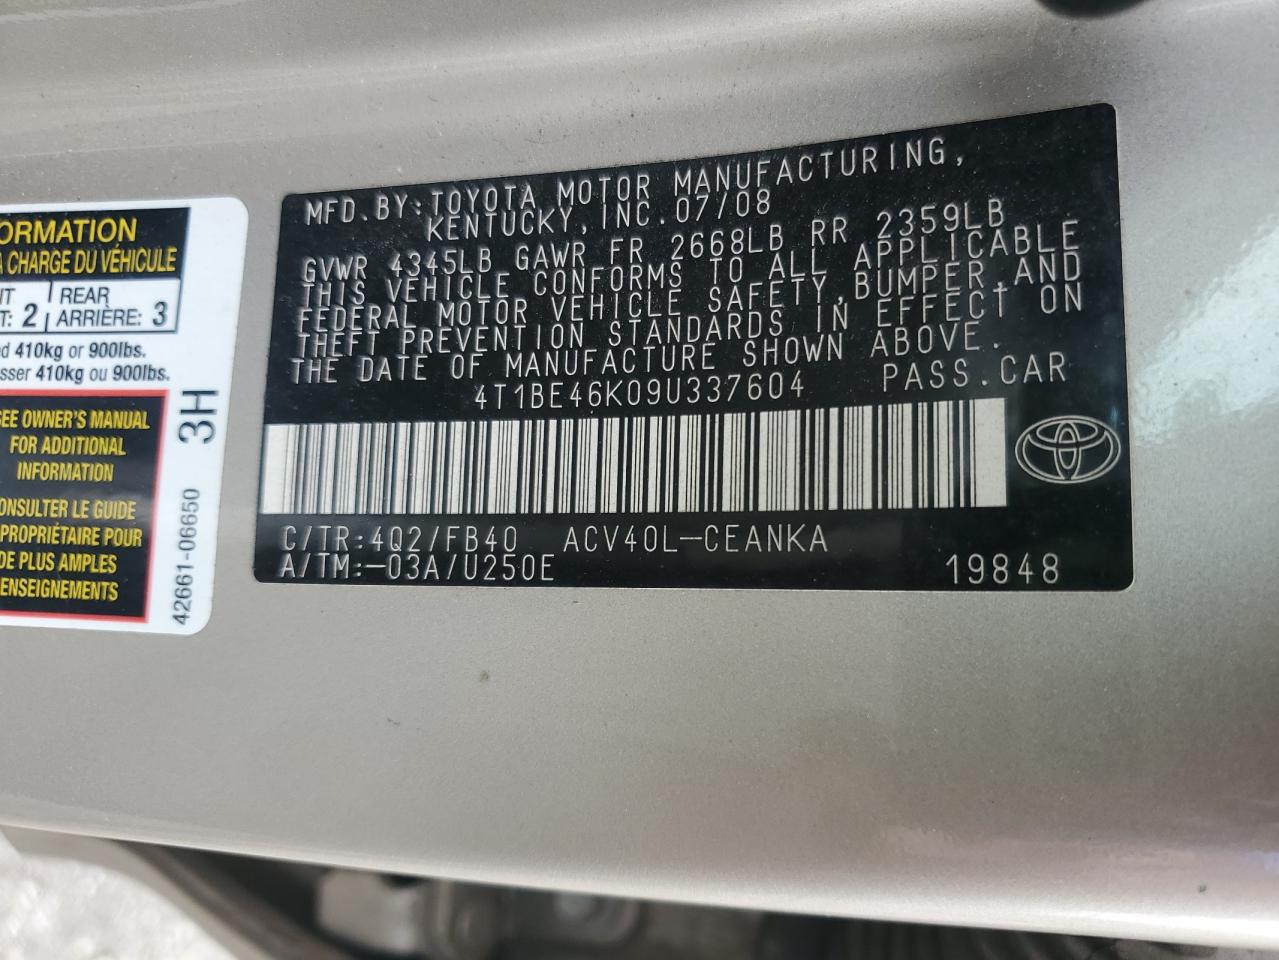 ORMATION
A CHARGE DU VÉHICULE
2
REAR
ARRIÈRE: 3
410kg or 900lbs.
410kg ou 900lbs.
SEE OWNER'S MANUAL
FOR ADDITIONAL
INFORMATION
ONSULTER LE GUIDE
PROPRIÉTAIRE POUR
DE PLUS AMPLES
ENSEIGNEMENTS
3H
42661-06650
MFD.BY:TOYOTA MOTOR MANUFACTURING,
KENTUCKY,INC.07/08
GVWR 4345LB GAWR FR 2668LB RR 2359LB
THIS VEHICLE CONFORMS TO ALL APPLICABLE
FEDERAL MOTOR VEHICLE SAFETY,BUMPER,AND
THEFT PREVENTION STANDARDS IN EFFECT ON
THE DATE OF MANUFACTURE SHOWN ABOVE.
4T1BE46K09U337604 PASS.CAR
C/TR:4Q2/FB40 ACV40L-CEANKA
A/TM:-03A/U250E 19848